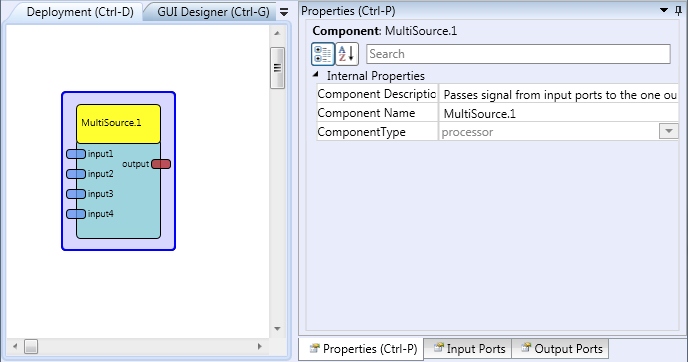 Deployment (Ctrl-D)
GUI Designer (Ctrl-G)
MultiSource.1
input1
output
input2
input3
input4
Properties (Ctrl-P)
Component: MultiSource.1
A Z
Search
Internal Properties
Component Descriptio Passes signal from input ports to the one ou
Component Name MultiSource.1
ComponentType processor
Properties (Ctrl-P) Input Ports Output Ports